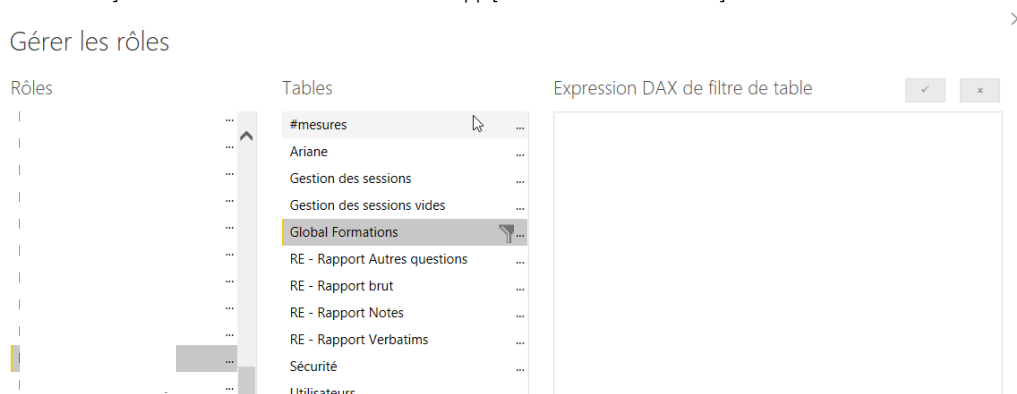 Gérer les rôles
Rôles
Tables
Expression DAX de filtre de table
#mesures
Ariane
Gestion des sessions
Gestion des sessions vides
Global Formations
RE - Rapport Autres questions
RE - Rapport brut
RE - Rapport Notes
RE - Rapport Verbatims
Sécurité
Utilisateurs